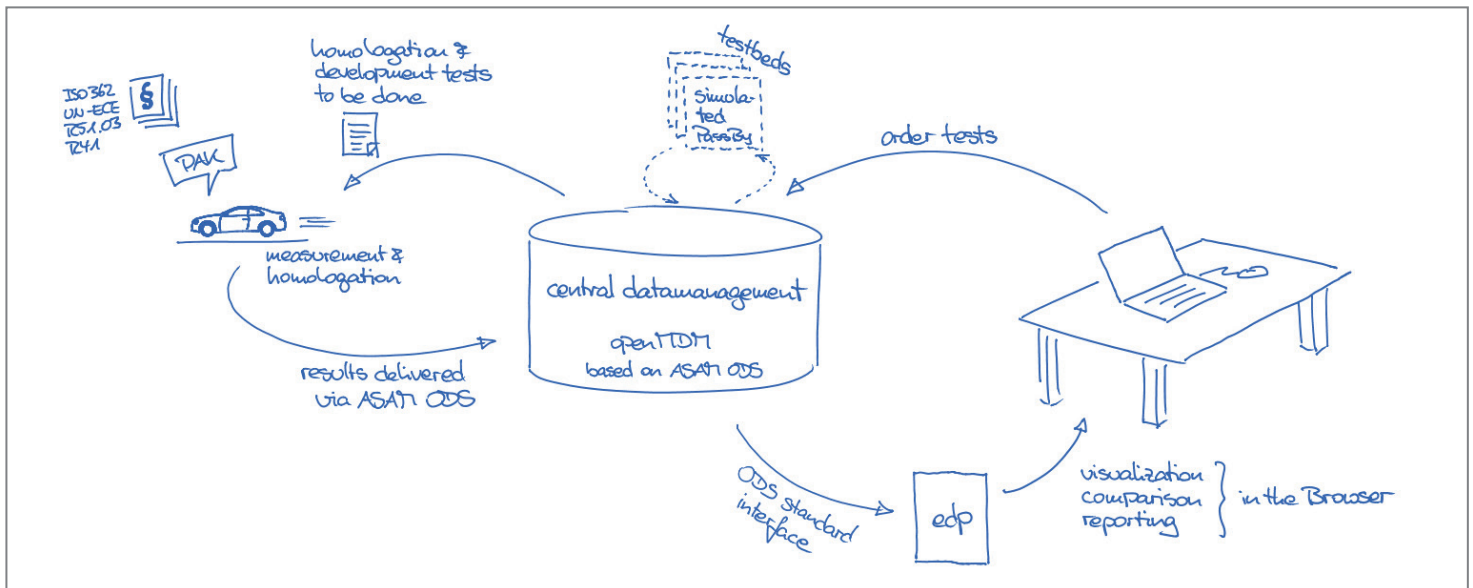 ISO362
UN-ECE
R51.03
R41
§
PAK
homologation &
development tests
to be done
measurement &
homologation
results delivered
via ASAM ODS
testbeds
simula-
ted
PassBy
order tests
central datamanagement
openMDM
based on ASAM ODS
ODS standard
interface
edp
visualization
comparison
reporting
in the Browser